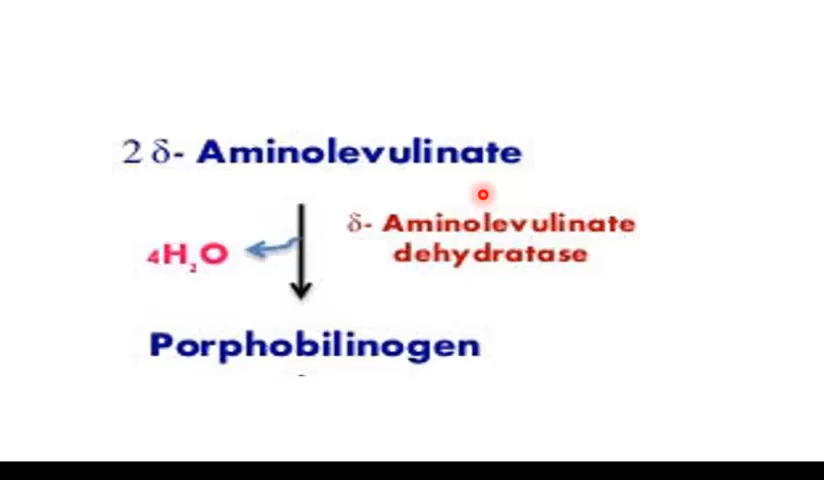 2 δ- Aminolevulinate
δ- Aminolevulinate
dehydratase
4H₂O
Porphobilinogen